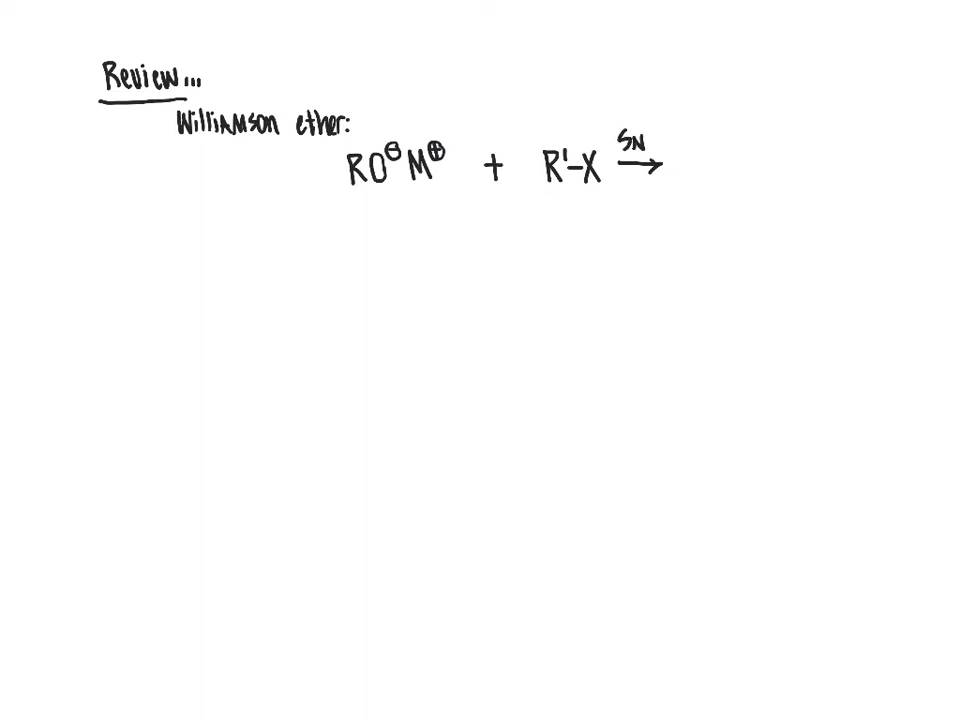 Review...
Williamson ether:
RO⊖ M⊕ + R'-X SN →